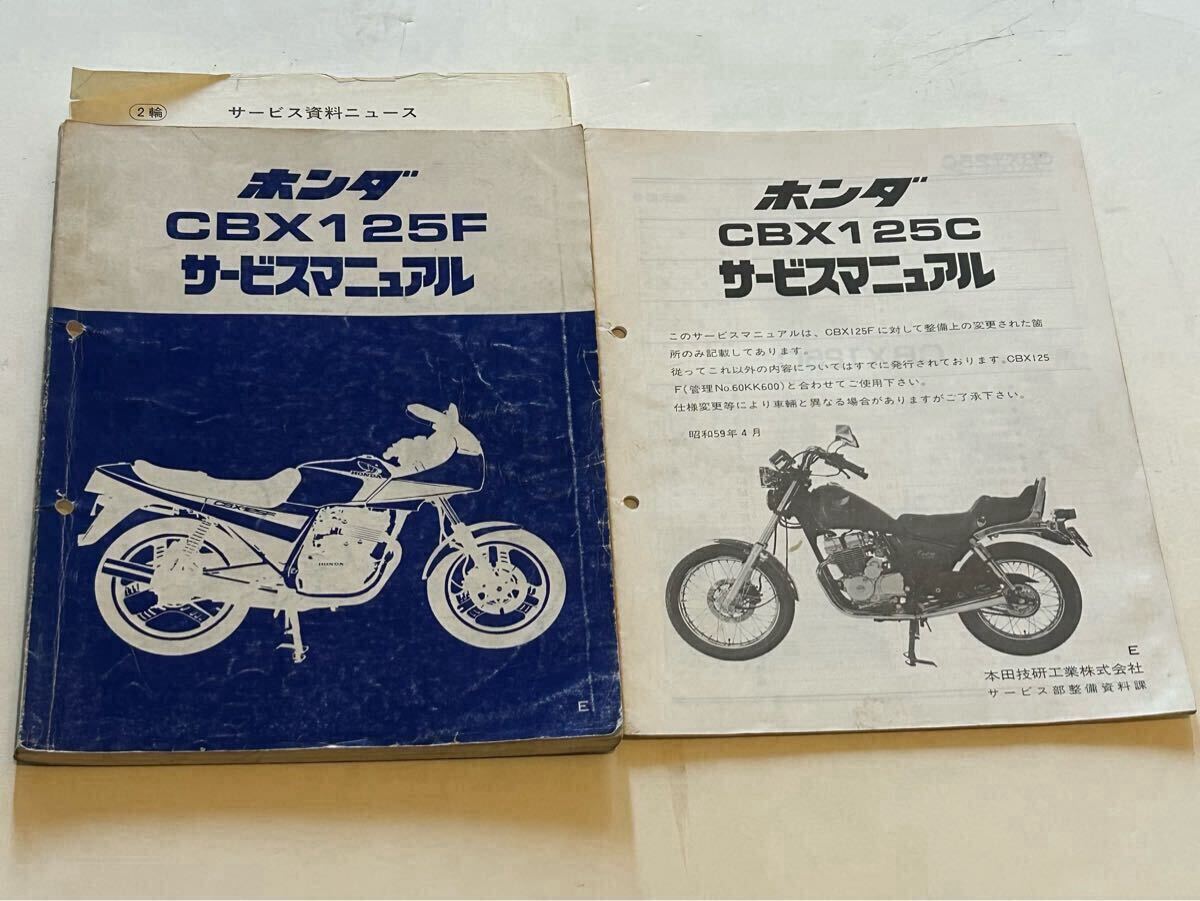 2輪 サービス資料ニュース
ホンダ
CBX125F
サービスマニュアル
HONDA
CBX125F
HONDA
E
ホンダ
CBX125C
サービスマニュアル
このサービスマニュアルは、CBX125Fに対して整備上の変更された箇
所のみ記載してあります.
従ってこれ以外の内容についてはすでに発行されております。CBX125
F(管理No.60KK600)と合わせてご使用下さい。
仕様変更等により車輛と異なる場合がありますがご了承下さい。
昭和59年4月
E
本田技研工業株式会社
サービス部整備資料課